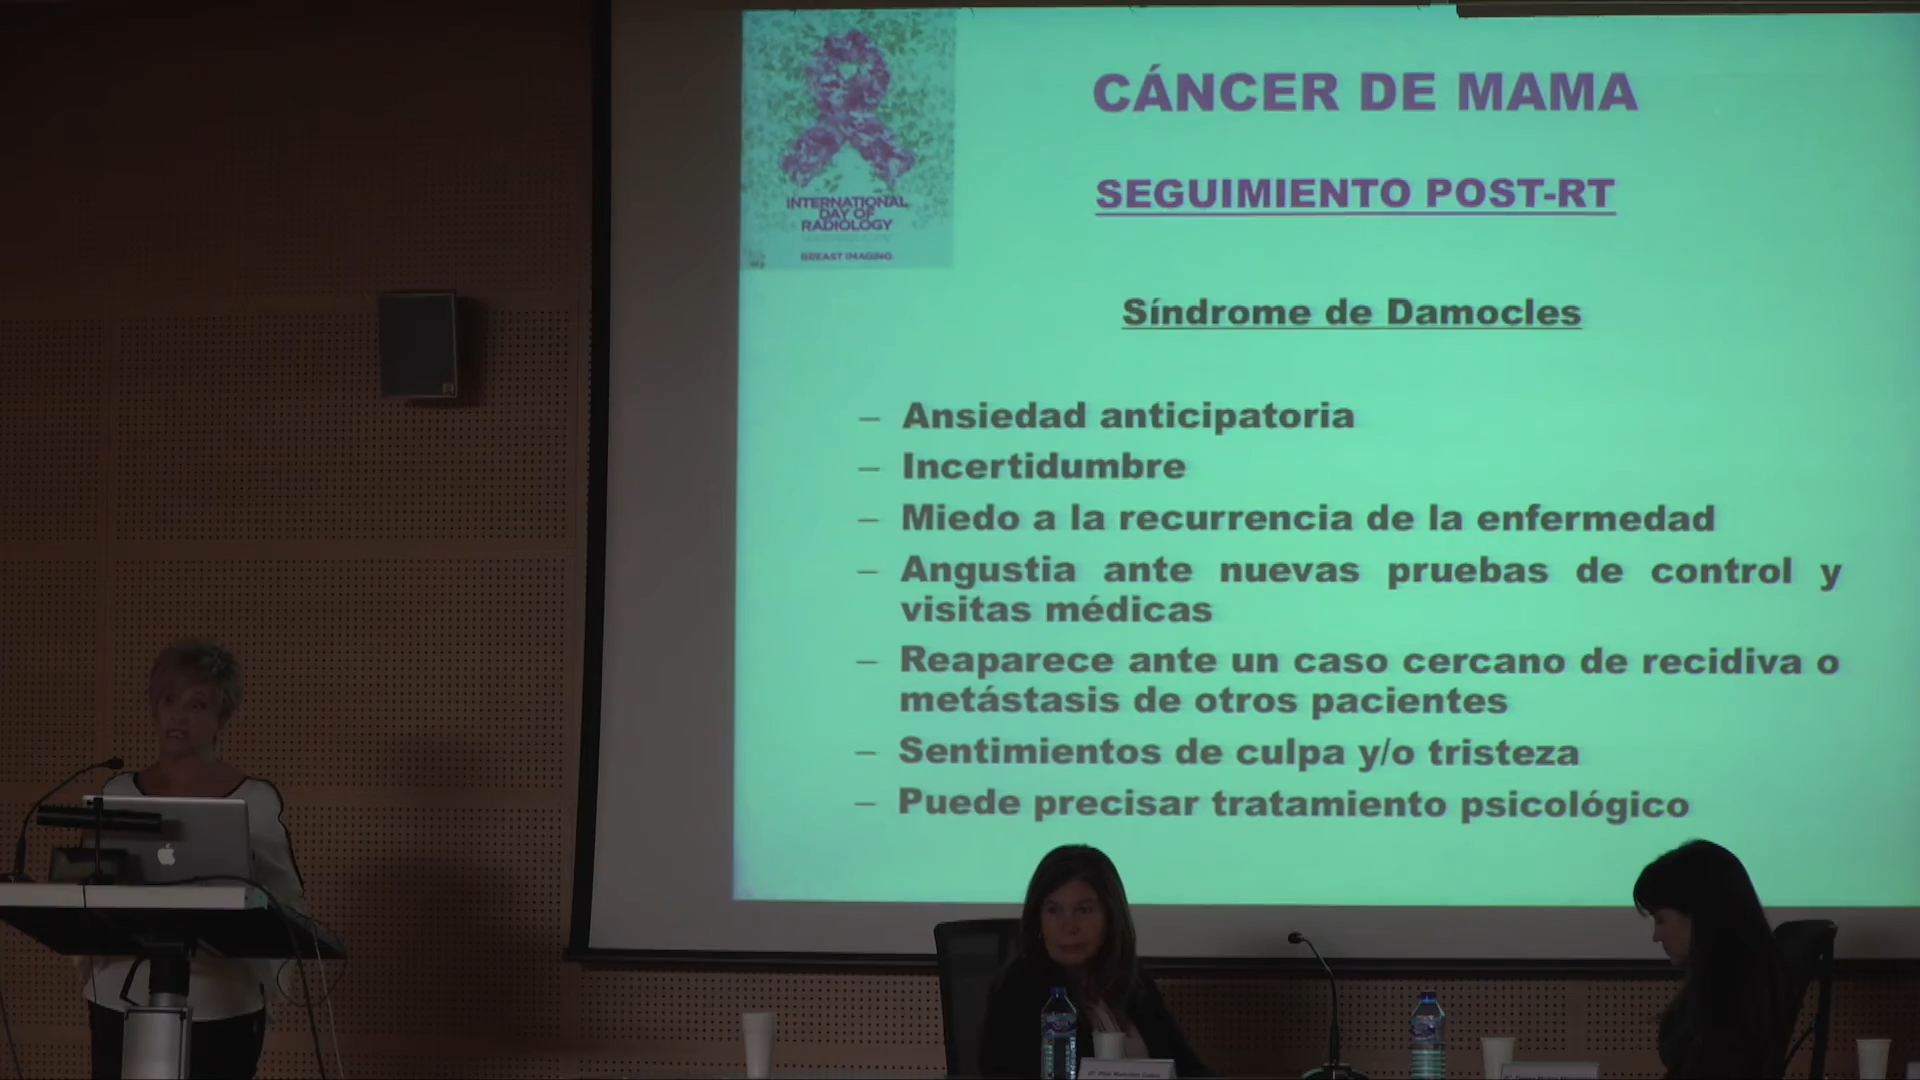 CÁNCER DE MAMA
SEGUIMIENTO POST-RT
INTERNATIONAL
DAY OF
RADIOLOGY
BREAST IMAGING
Síndrome de Damocles
– Ansiedad anticipatoria
– Incertidumbre
– Miedo a la recurrencia de la enfermedad
– Angustia ante nuevas pruebas de control y
visitas médicas
– Reaparece ante un caso cercano de recidiva o
metástasis de otros pacientes
– Sentimientos de culpa y/o tristeza
– Puede precisar tratamiento psicológico